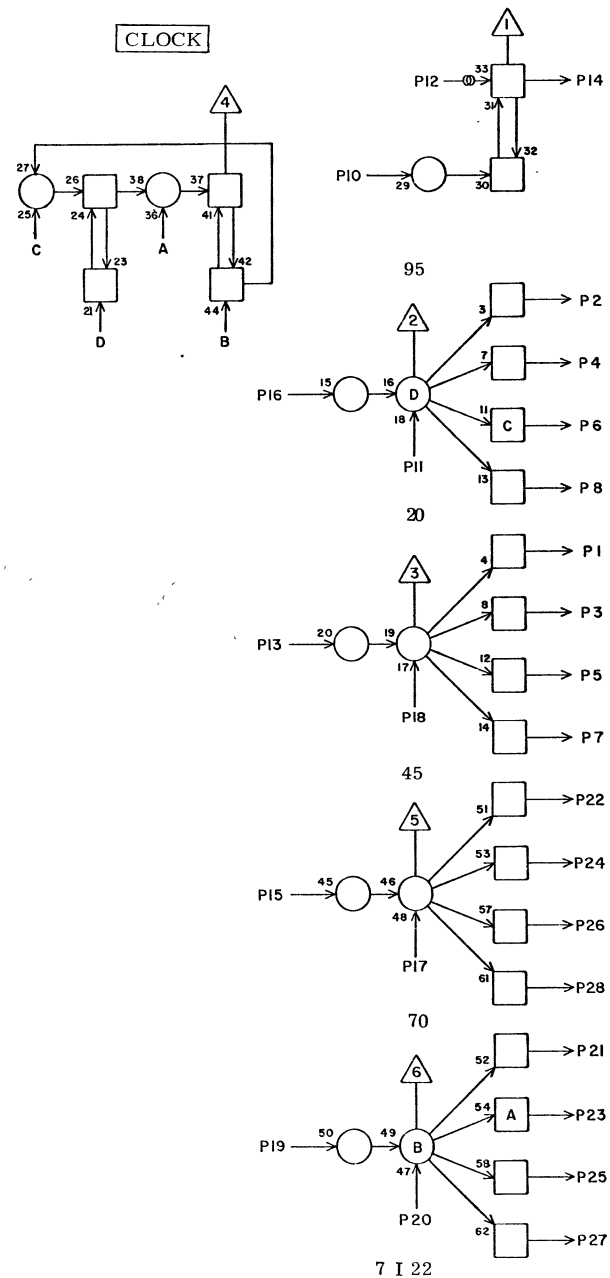 CLOCK
1
P12
33
P14
31
32
P10
29
30
4
27
26
38
37
25
24
36
41
C
23
A
42
21
44
D
B
95
2
3
P2
7
P4
P16
15
16
D
11
C
P6
18
P11
13
P8
20
3
4
P1
8
P3
P13
20
19
12
P5
17
P18
14
P7
45
5
51
P22
53
P24
P15
45
46
57
P26
48
P17
61
P28
70
6
52
P21
54
A
P23
P19
50
49
B
58
P25
47
P20
62
P27
7 I 22